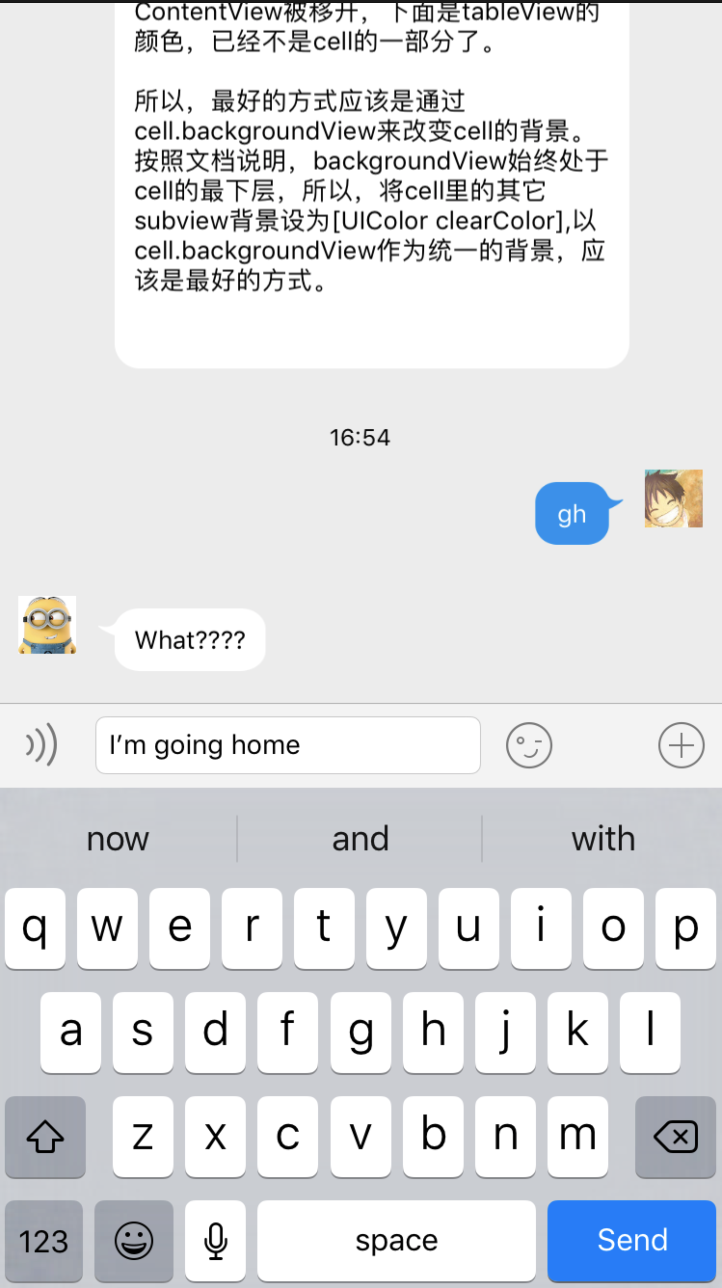 ContentView被移开，下面是tableView的
颜色，已经不是cell的一部分了。
所以，最好的方式应该是通过
cell.backgroundView来改变cell的背景。
按照文档说明，backgroundView始终处于
cell的最下层，所以，将cell里的其它
subview背景设为[UIColor clearColor],以
cell.backgroundView作为统一的背景，应
该是最好的方式。
16:54
gh
What????
I’m going home
now and with
q w e r t y u i o p
a s d f g h j k l
z x c v b n m
123 space Send